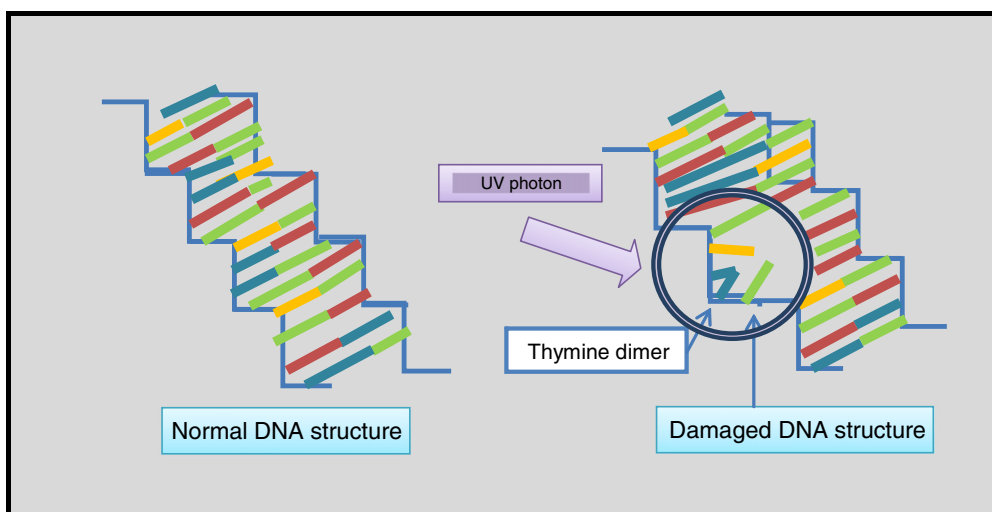 UV photon
Thymine dimer
Normal DNA structure
Damaged DNA structure